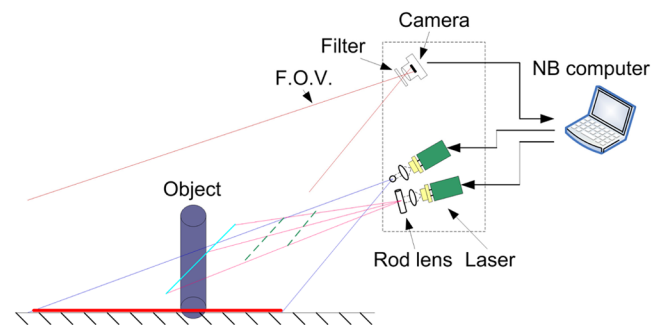 Camera
Filter
NB computer
F.O.V.
Object
Rod lens
Laser